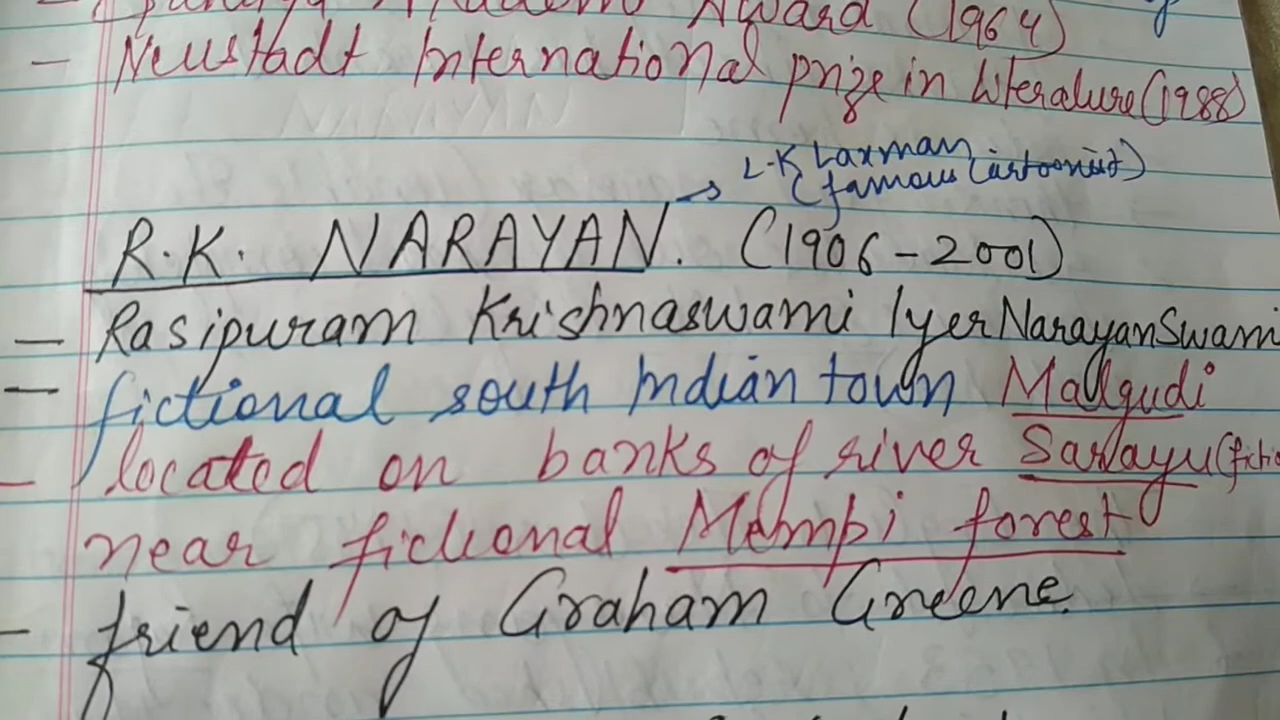 Award (1964)
- Neustadt International prize in literature (1988)
L.K Laxman
(famous Cartoonist)
R.K. NARAYAN. (1906-2001)
- Rasipuram Krishnaswami Iyer NarayanSwami
- fictional south Indian town Malgudi
- located on banks of river Sarayu (fictio
near fictional Mempi forest
- friend of Graham Greene.